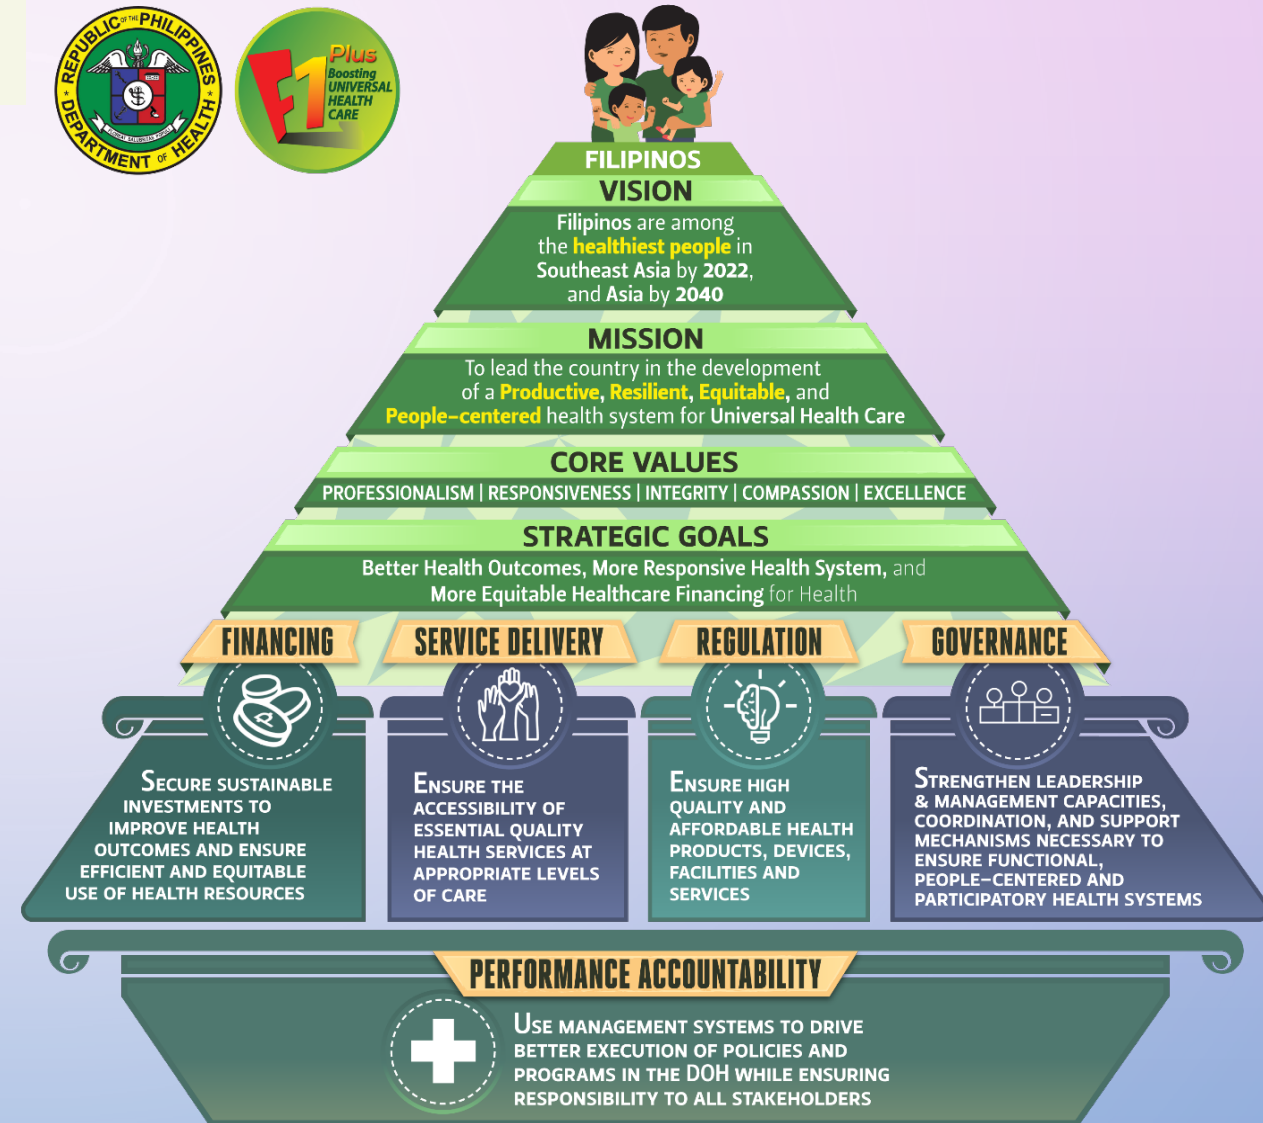 REPUBLIC OF THE PHILIPPINES
DEPARTMENT OF HEALTH
F1 Plus
Boosting
UNIVERSAL
HEALTH
CARE
FILIPINOS
VISION
Filipinos are among
the healthiest people in
Southeast Asia by 2022,
and Asia by 2040
MISSION
To lead the country in the development
of a Productive, Resilient, Equitable, and
People-centered health system for Universal Health Care
CORE VALUES
PROFESSIONALISM | RESPONSIVENESS | INTEGRITY | COMPASSION | EXCELLENCE
STRATEGIC GOALS
Better Health Outcomes, More Responsive Health System, and
More Equitable Healthcare Financing for Health
FINANCING
SECURE SUSTAINABLE
INVESTMENTS TO
IMPROVE HEALTH
OUTCOMES AND ENSURE
EFFICIENT AND EQUITABLE
USE OF HEALTH RESOURCES
SERVICE DELIVERY
ENSURE THE
ACCESSIBILITY OF
ESSENTIAL QUALITY
HEALTH SERVICES AT
APPROPRIATE LEVELS
OF CARE
REGULATION
ENSURE HIGH
QUALITY AND
AFFORDABLE HEALTH
PRODUCTS, DEVICES,
FACILITIES AND
SERVICES
GOVERNANCE
STRENGTHEN LEADERSHIP
& MANAGEMENT CAPACITIES,
COORDINATION, AND SUPPORT
MECHANISMS NECESSARY TO
ENSURE FUNCTIONAL,
PEOPLE-CENTERED AND
PARTICIPATORY HEALTH SYSTEMS
PERFORMANCE ACCOUNTABILITY
USE MANAGEMENT SYSTEMS TO DRIVE
BETTER EXECUTION OF POLICIES AND
PROGRAMS IN THE DOH WHILE ENSURING
RESPONSIBILITY TO ALL STAKEHOLDERS